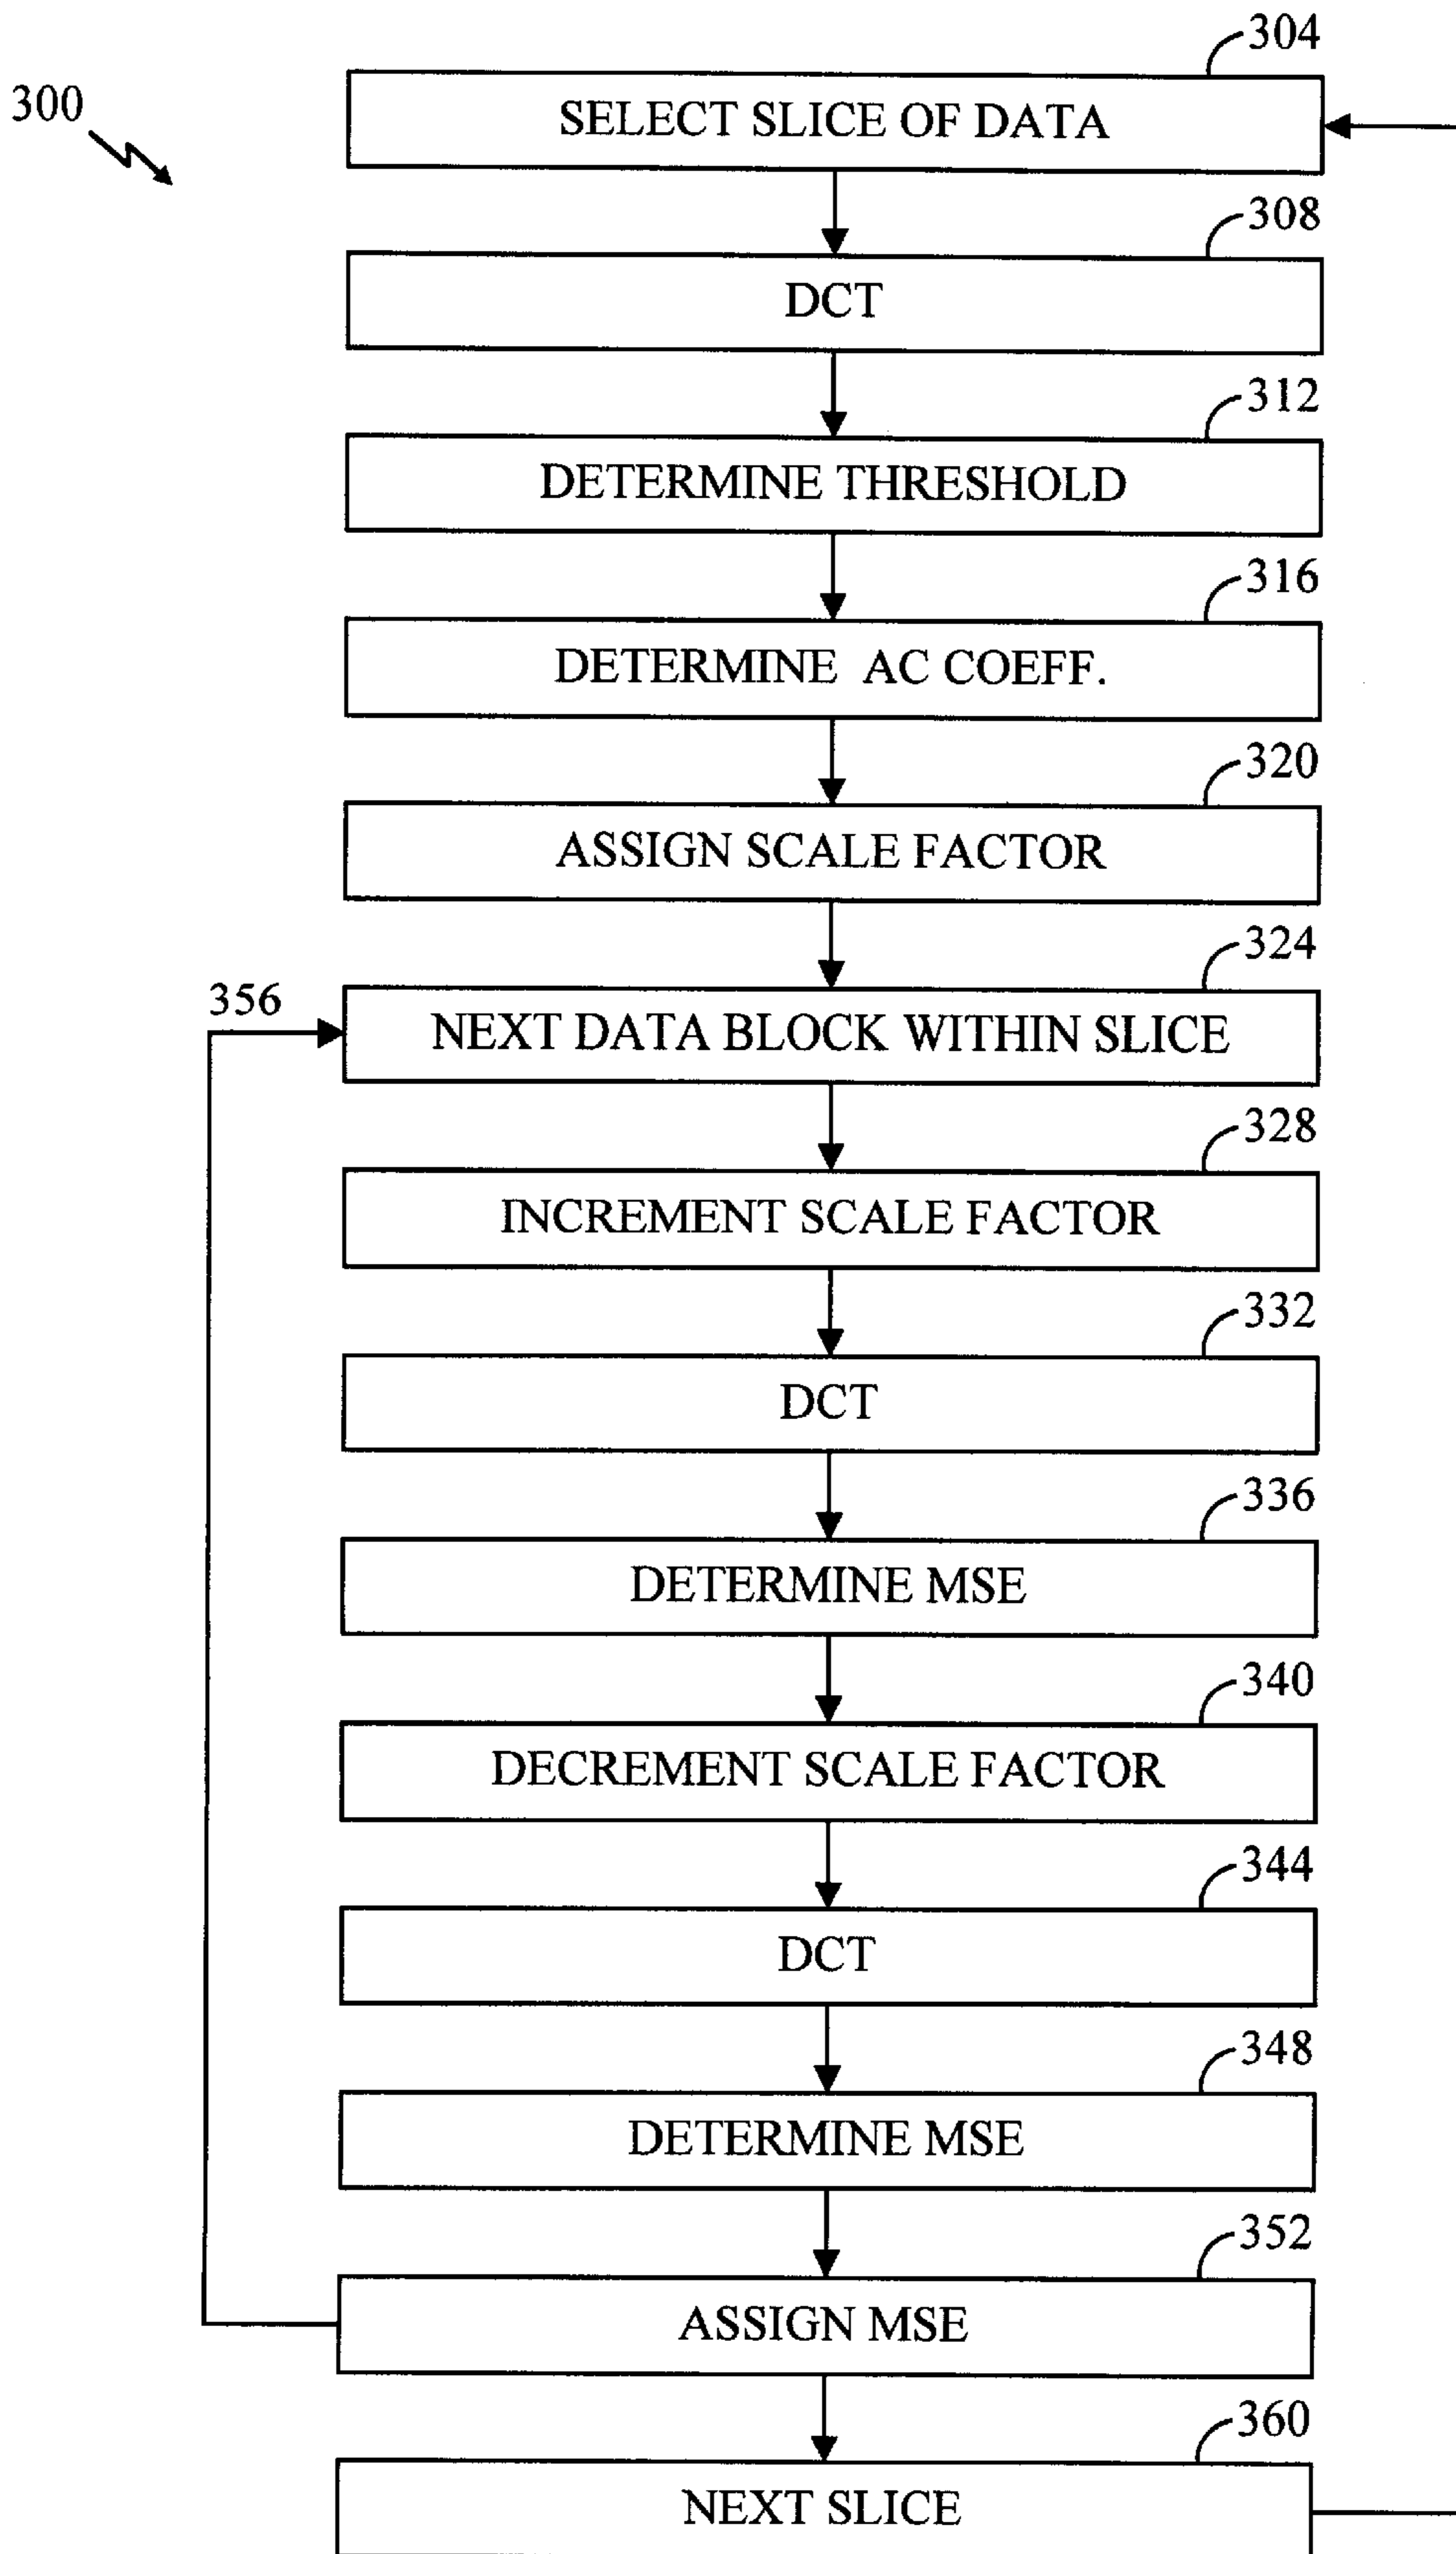 304
300
SELECT SLICE OF DATA
308
DCT
312
DETERMINE THRESHOLD
316
DETERMINE AC COEFF.
320
ASSIGN SCALE FACTOR
324
356
NEXT DATA BLOCK WITHIN SLICE
328
INCREMENT SCALE FACTOR
332
DCT
336
DETERMINE MSE
340
DECREMENT SCALE FACTOR
344
DCT
348
DETERMINE MSE
352
ASSIGN MSE
360
NEXT SLICE